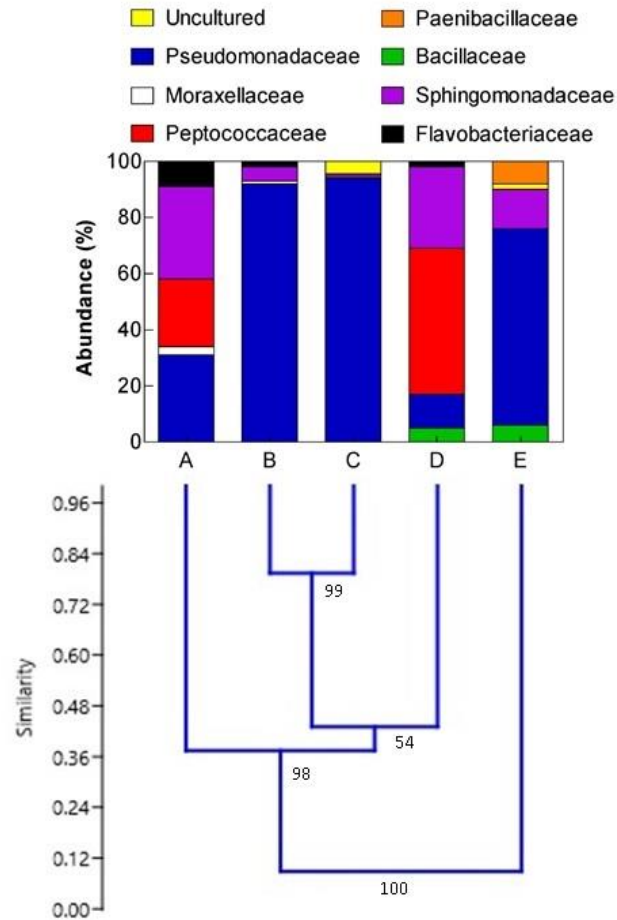 Uncultured Paenibacillaceae
Pseudomonadaceae Bacillaceae
Moraxellaceae Sphingomonadaceae
Peptococcaceae Flavobacteriaceae
100
80
60
40
20
0
Abundance (%)
A B C D E
0.96
0.84
0.72
0.60
0.48
0.36
0.24
0.12
0.00
Similarity
99
54
98
100